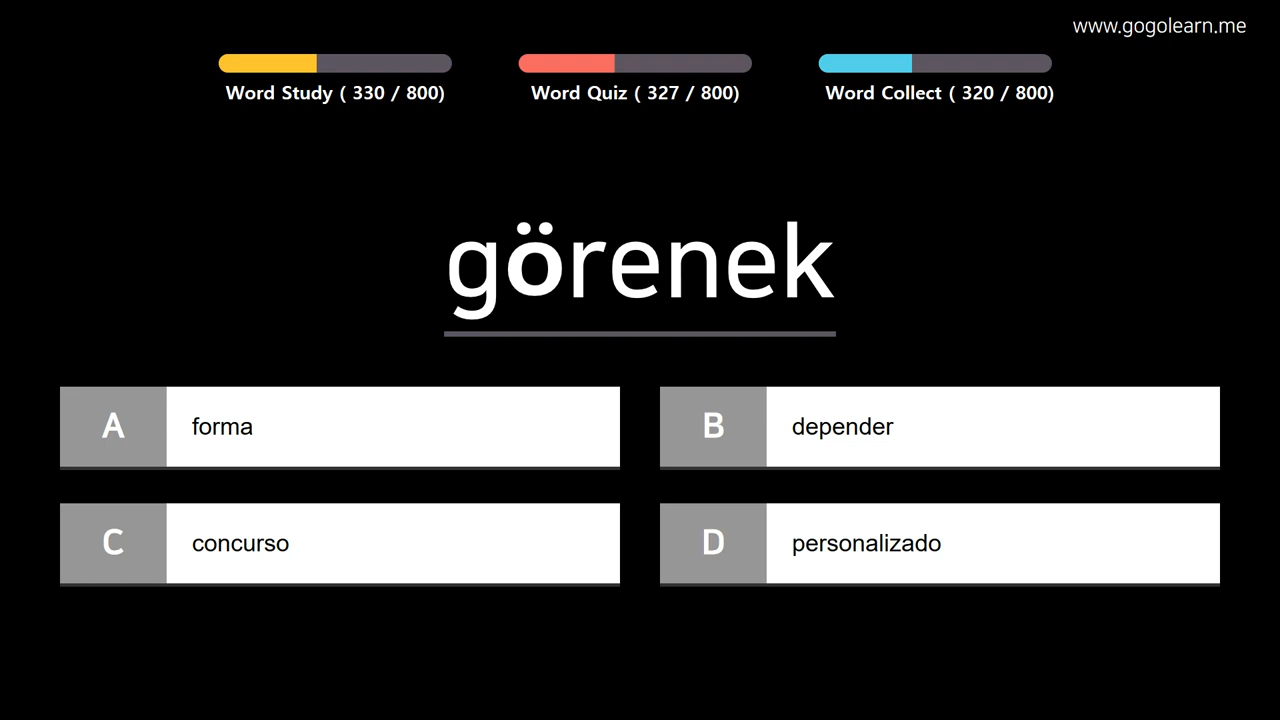 www.gogolearn.me
Word Study ( 330 / 800)
Word Quiz ( 327 / 800)
Word Collect ( 320 / 800)
görenek
A forma
B depender
C concurso
D personalizado